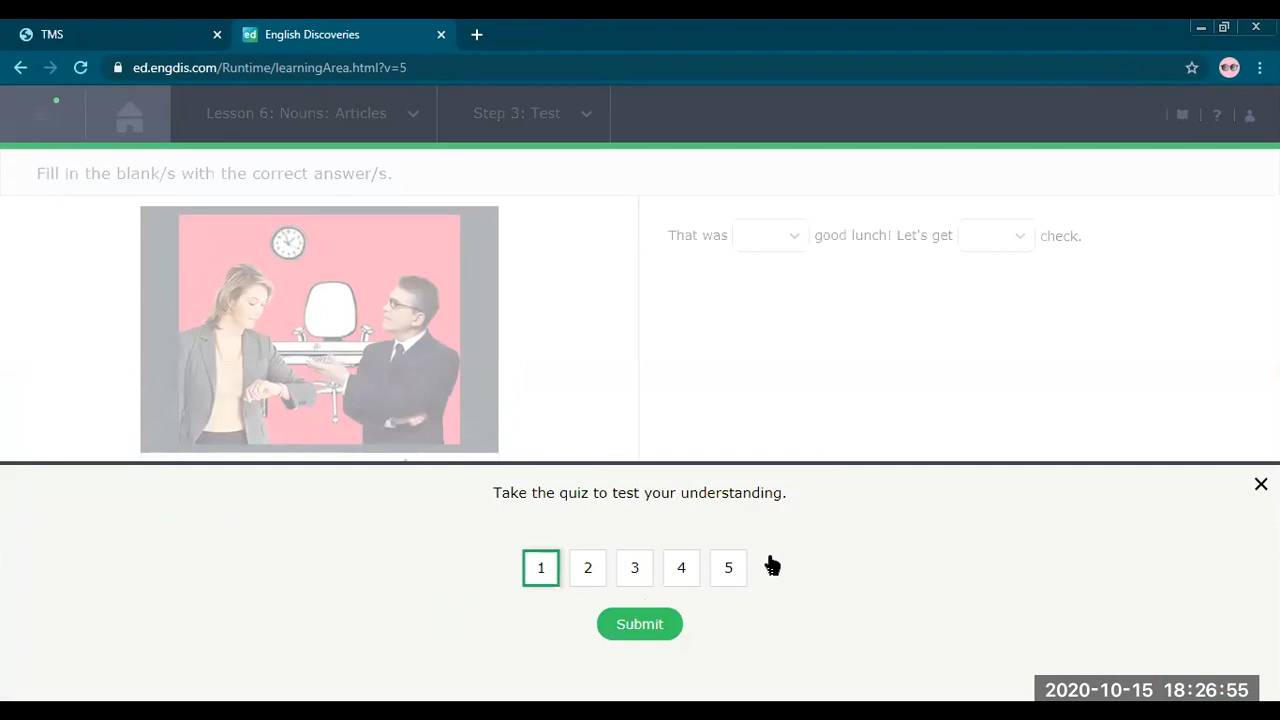 TMS
ed English Discoveries
ed.engdis.com/Runtime/learningArea.html?v=5
Lesson 6: Nouns: Articles Step 3: Test ?
Fill in the blank/s with the correct answer/s.
That was good lunch! Let's get check.
Take the quiz to test your understanding.
1 2 3 4 5
Submit
2020-10-15 18:26:55